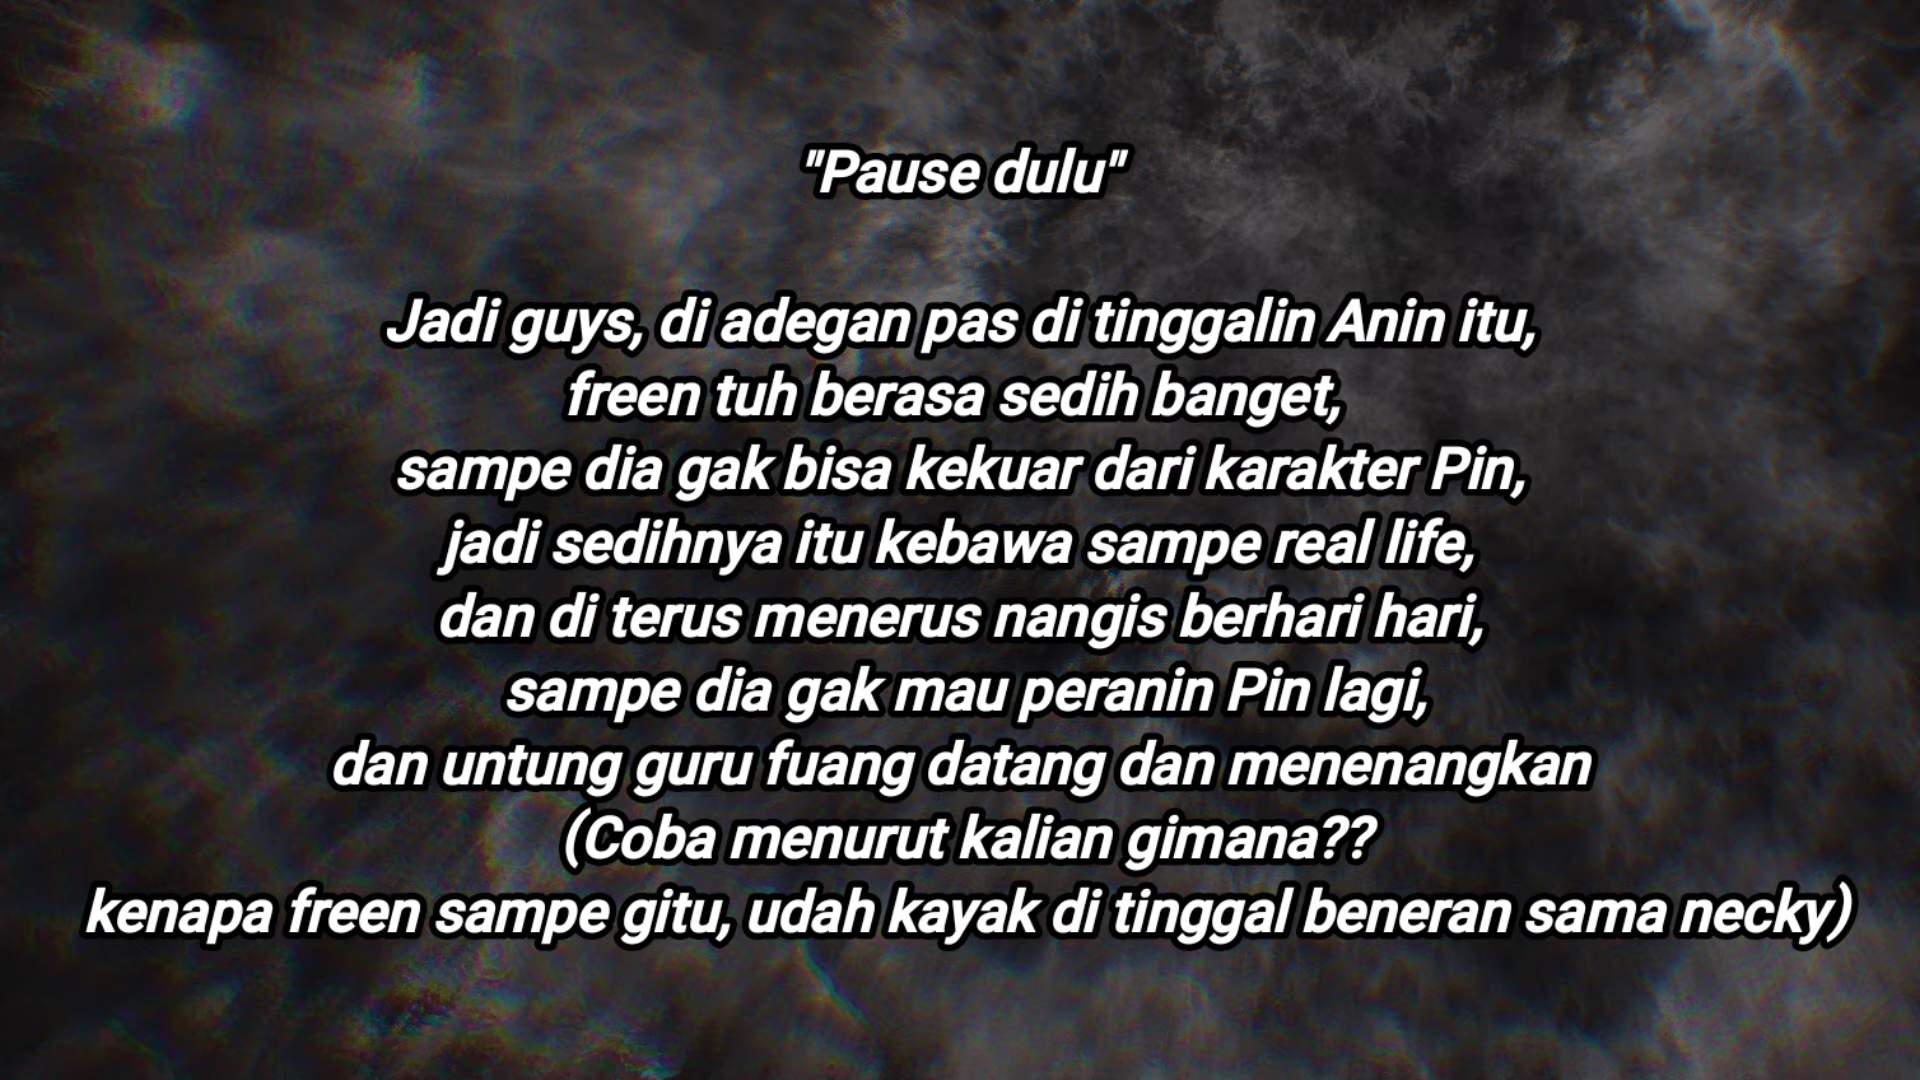 "Pause dulu"
Jadi guys, di adegan pas di tinggalin Anin itu,
freen tuh berasa sedih banget,
sampe dia gak bisa kekuar dari karakter Pin,
jadi sedihnya itu kebawa sampe real life,
dan di terus menerus nangis berhari hari,
sampe dia gak mau peranin Pin lagi,
dan untung guru fuang datang dan menenangkan
(Coba menurut kalian gimana??
kenapa freen sampe gitu, udah kayak di tinggal beneran sama necky)